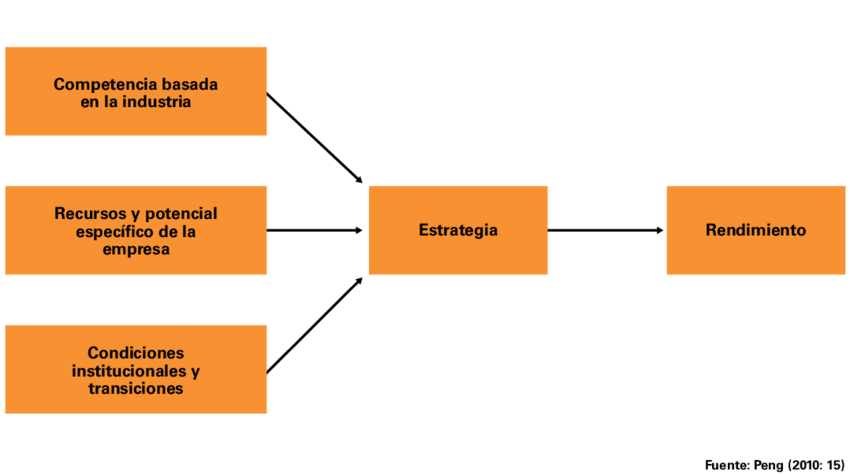 Competencia basada
en la industria
Recursos y potencial
específico de la
empresa
Estrategia
Rendimiento
Condiciones
institucionales y
transiciones
Fuente: Peng (2010: 15)